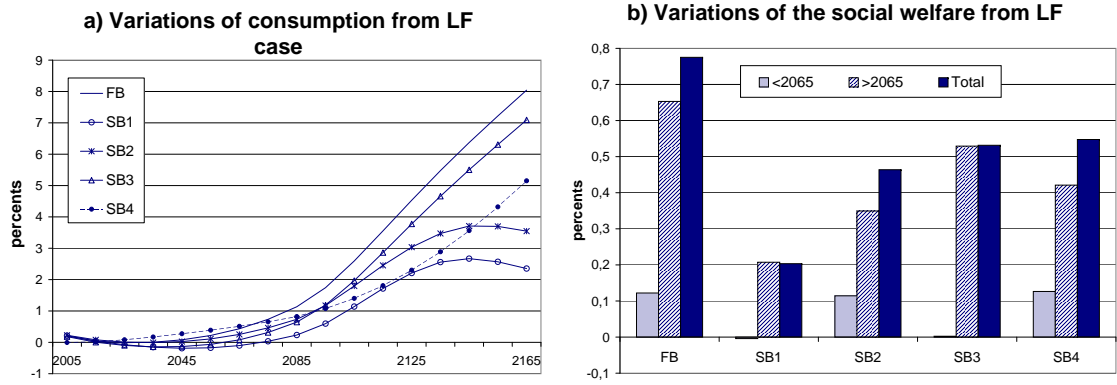 a) Variations of consumption from LF
case
9
8
7
6
5
4
3
2
1
0
-1
percents
FB
SB1
SB2
SB3
SB4
2005
2045
2085
2125
2165
b) Variations of the social welfare from LF
0,8
0,7
0,6
0,5
0,4
0,3
0,2
0,1
0
-0,1
percents
<2065
>2065
Total
FB
SB1
SB2
SB3
SB4